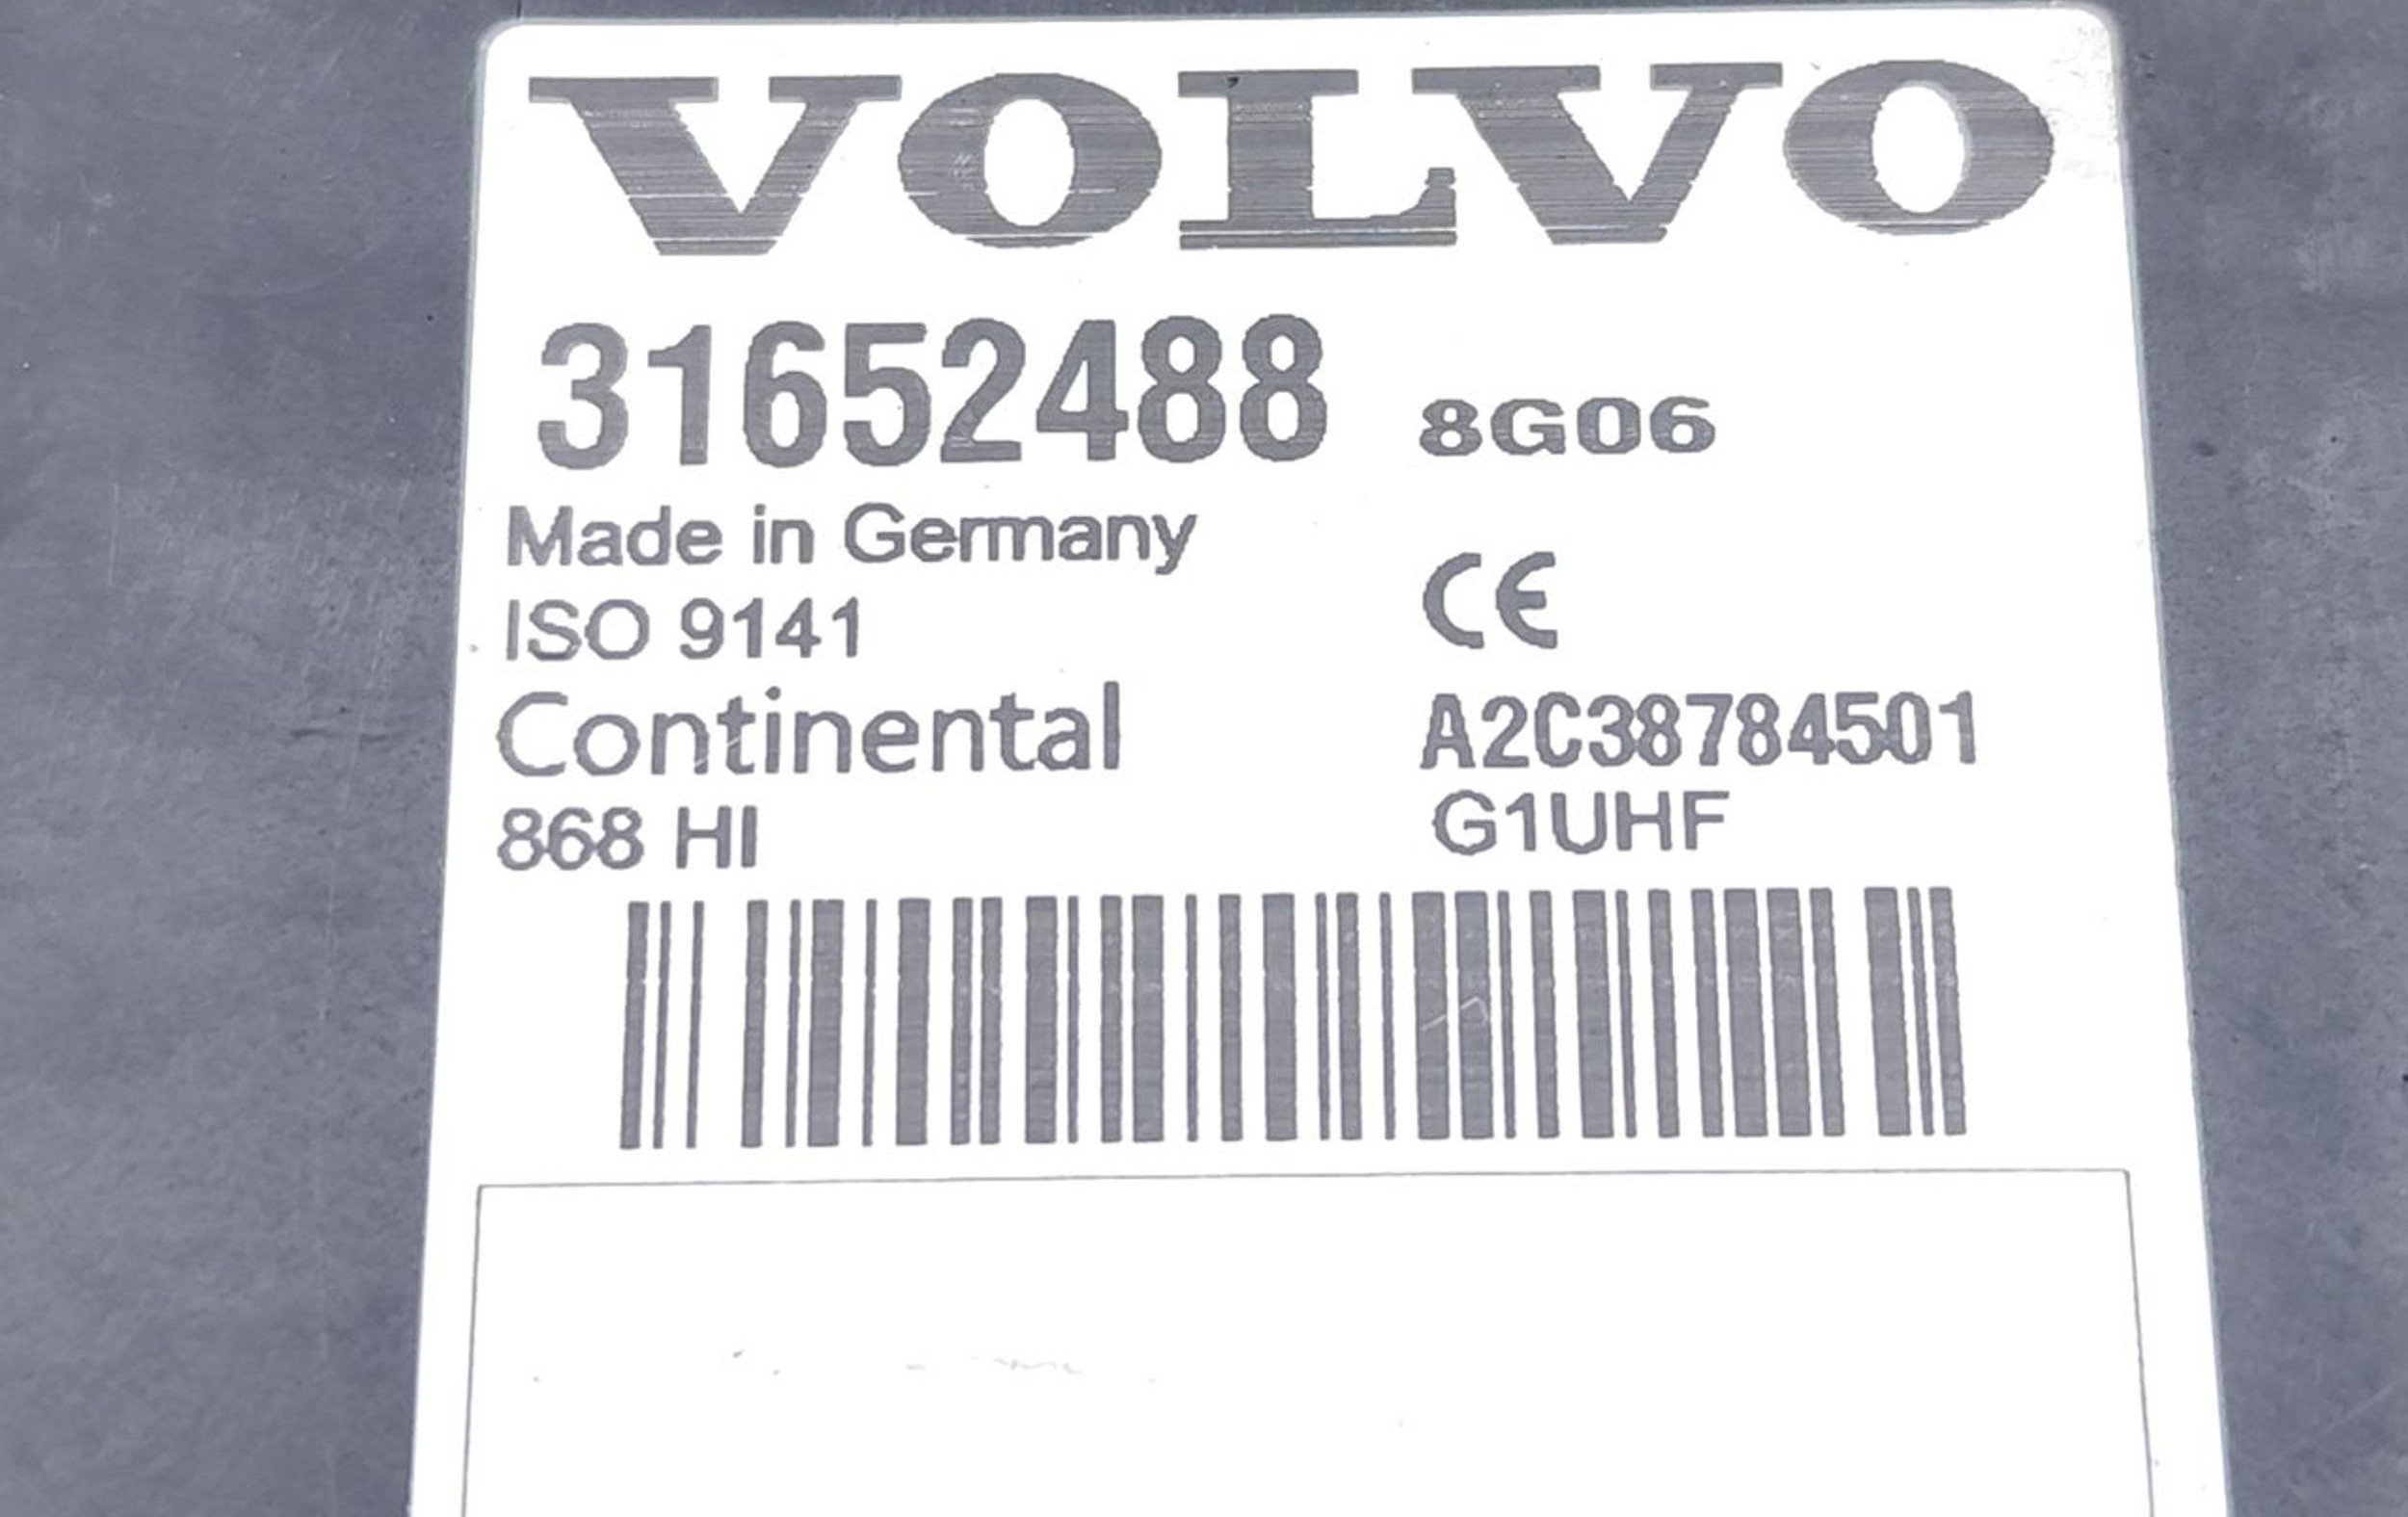 VOLVO
31652488 8G06
Made in Germany
CE
ISO 9141
Continental A2C38784501
868 HI G1UHF